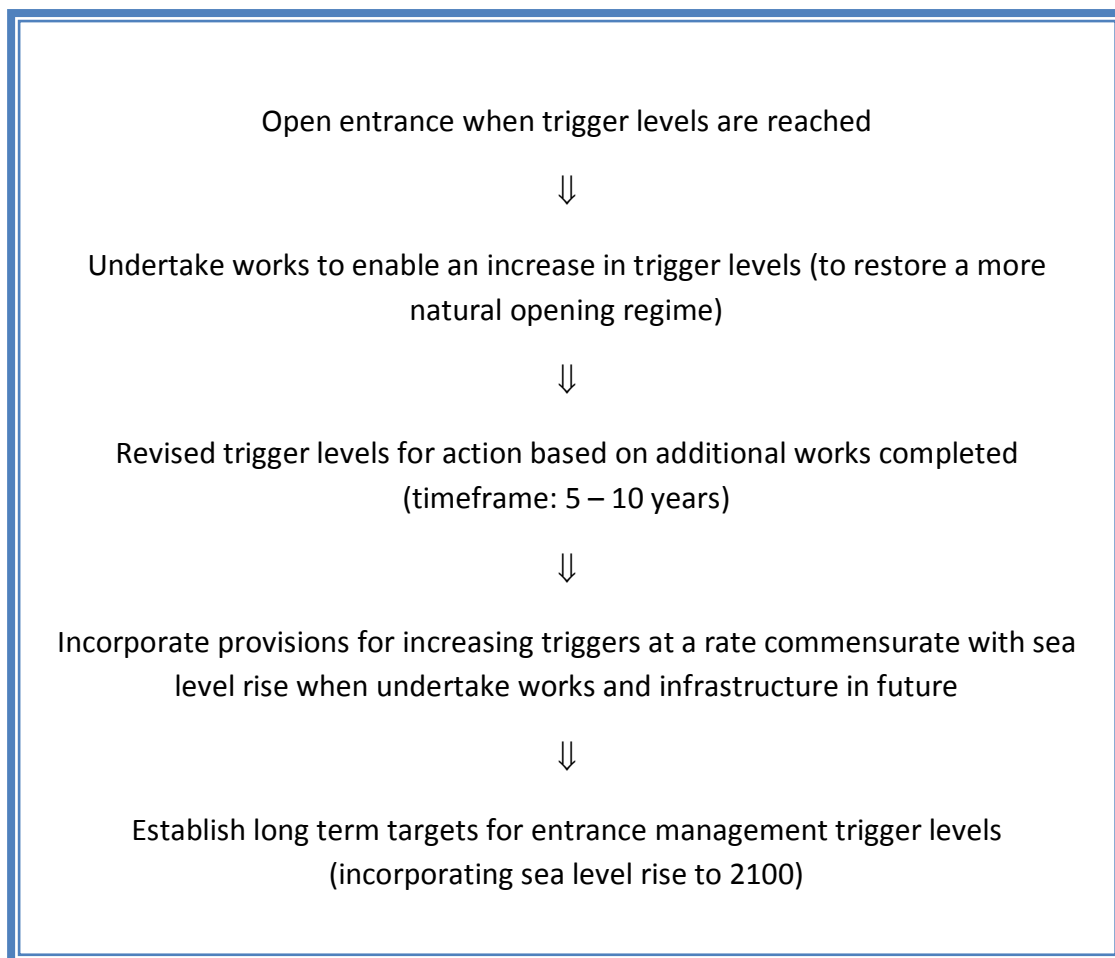 Open entrance when trigger levels are reached
⇓
Undertake works to enable an increase in trigger levels (to restore a more
natural opening regime)
⇓
Revised trigger levels for action based on additional works completed
(timeframe: 5 – 10 years)
⇓
Incorporate provisions for increasing triggers at a rate commensurate with sea
level rise when undertake works and infrastructure in future
⇓
Establish long term targets for entrance management trigger levels
(incorporating sea level rise to 2100)